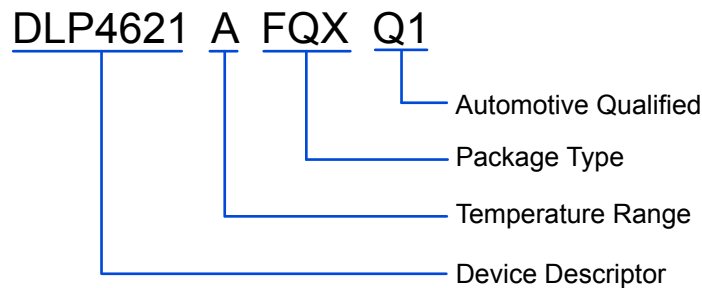 DLP4621 A FQX Q1
Automotive Qualified
Package Type
Temperature Range
Device Descriptor